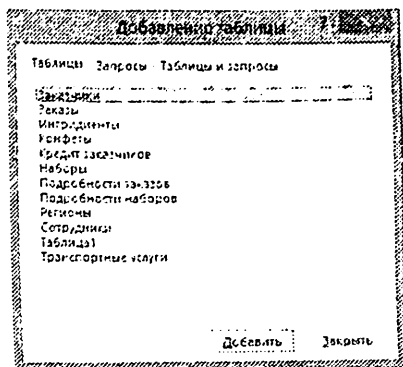 Добавление таблицы ?
Таблицы Запросы Таблицы и запросы
Заказчики
Заказы
Ингридиенты
Конфеты
Кредит заказчиков
Наборы
Подробности заказов
Подробности наборов
Регионы
Сотрудники
Таблица1
Транспортные услуги
Добавить Закрыть